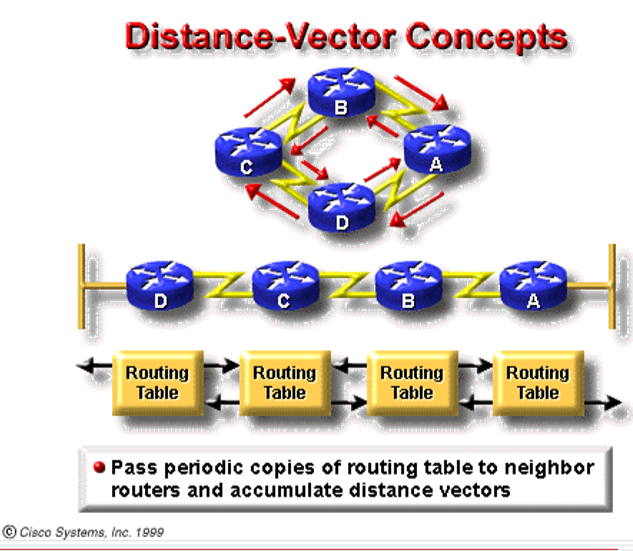 Distance-Vector Concepts
B
C
A
D
D
C
B
A
Routing
Table
Routing
Table
Routing
Table
Routing
Table
Pass periodic copies of routing table to neighbor
routers and accumulate distance vectors
© Cisco Systems, Inc. 1999